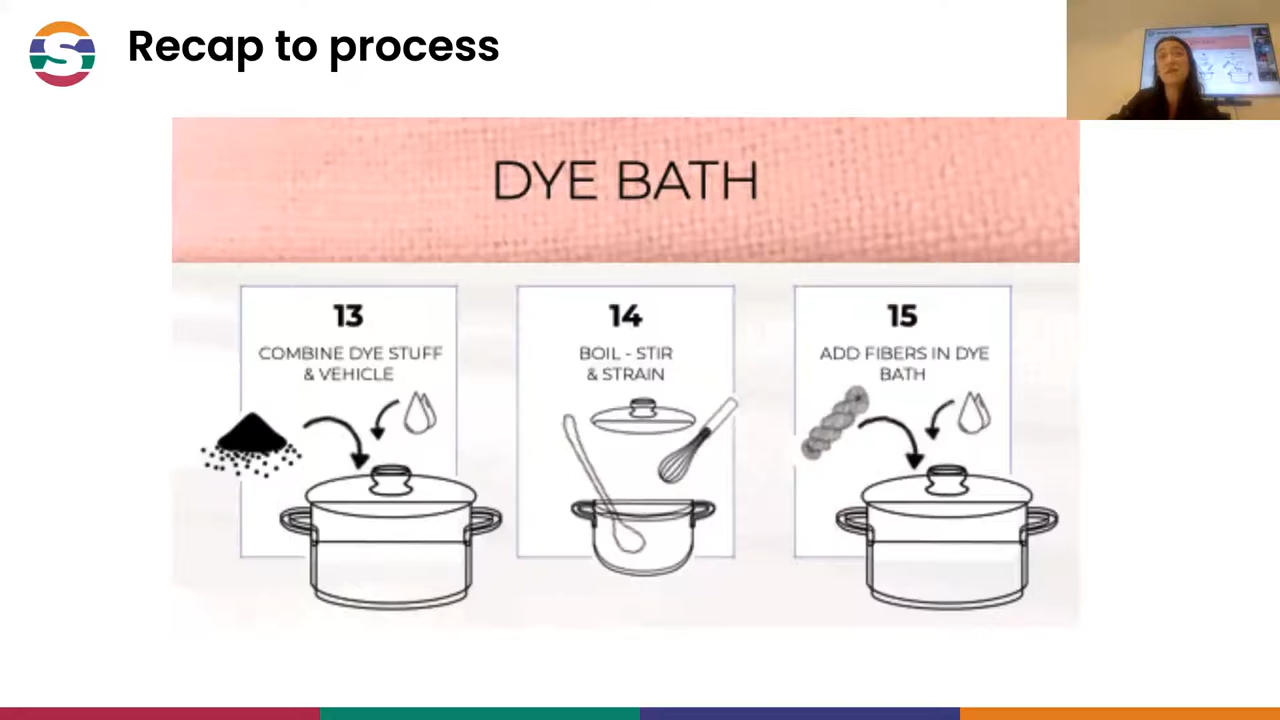 Recap to process
DYE BATH
13
COMBINE DYE STUFF
& VEHICLE
14
BOIL - STIR
& STRAIN
15
ADD FIBERS IN DYE
BATH